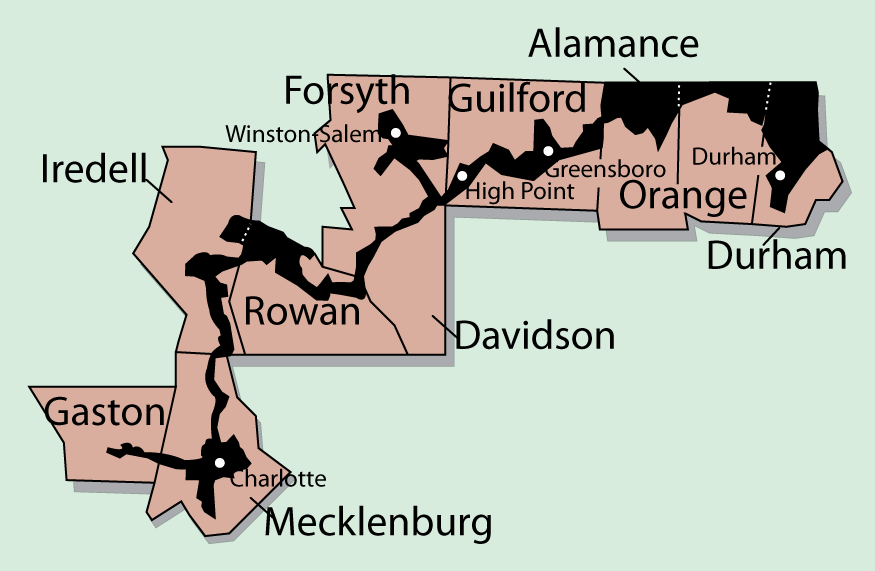 Alamance
Forsyth
Guilford
Winston-Salem
Iredell
Greensboro
Durham
High Point
Orange
Durham
Rowan
Davidson
Gaston
Charlotte
Mecklenburg